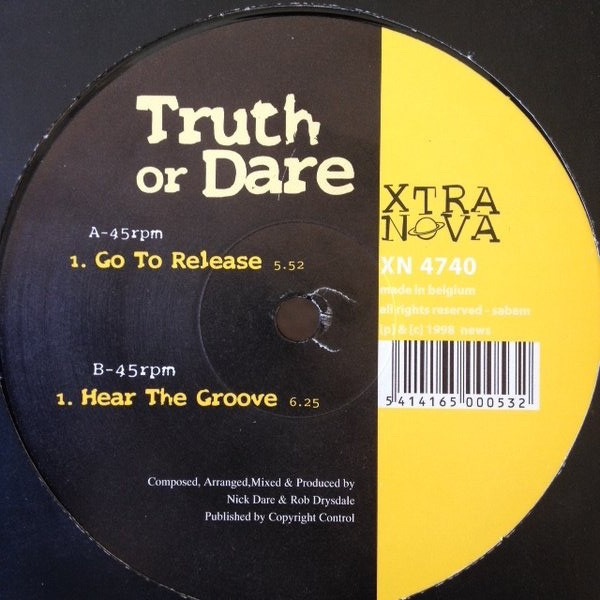 Truth
or Dare
A-45rpm
1. Go To Release 5.52
B-45rpm
1. Hear The Groove 6.25
Composed, Arranged,Mixed & Produced by
Nick Dare & Rob Drysdale
Published by Copyright Control
XTRA
NOVA
XN 4740
made in belgium
all rights reserved - sabam
(p) & (c) 1998 news
5 414165 000532